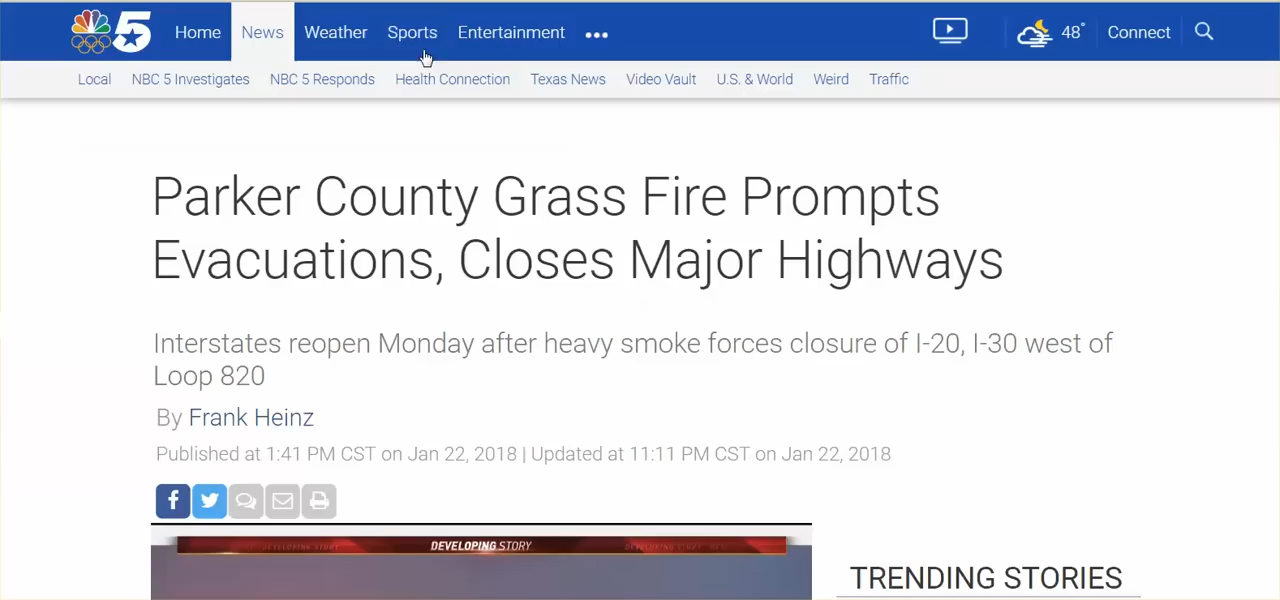 5 Home News Weather Sports Entertainment ••• 48° Connect
Local NBC 5 Investigates NBC 5 Responds Health Connection Texas News Video Vault U.S. & World Weird Traffic
Parker County Grass Fire Prompts
Evacuations, Closes Major Highways
Interstates reopen Monday after heavy smoke forces closure of I-20, I-30 west of
Loop 820
By Frank Heinz
Published at 1:41 PM CST on Jan 22, 2018 | Updated at 11:11 PM CST on Jan 22, 2018
DEVELOPING STORY
TRENDING STORIES